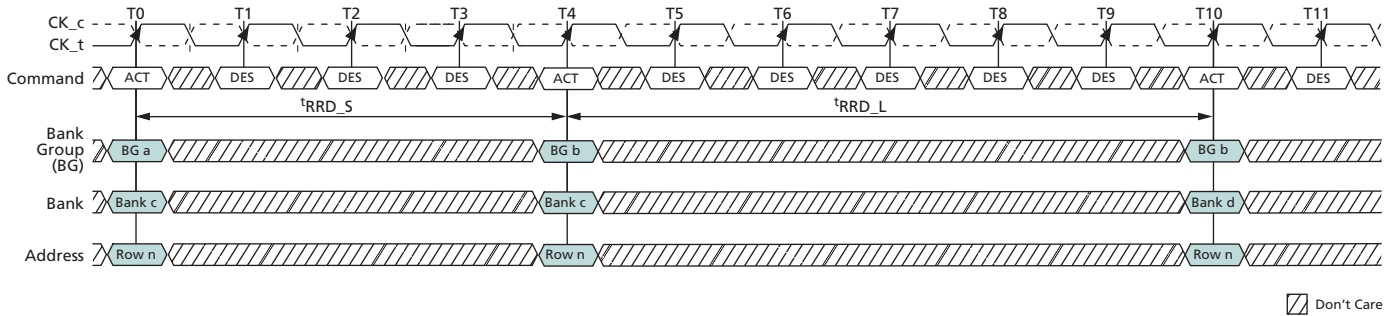 T0 T1 T2 T3 T4 T5 T6 T7 T8 T9 T10 T11
CK_c
CK_t
Command ACT DES DES DES ACT DES DES DES DES DES ACT DES
tRRD_S tRRD_L
Bank
Group
(BG)
BG a BG b BG b
Bank Bank c Bank c Bank d
Address Row n Row n Row n
Don't Care